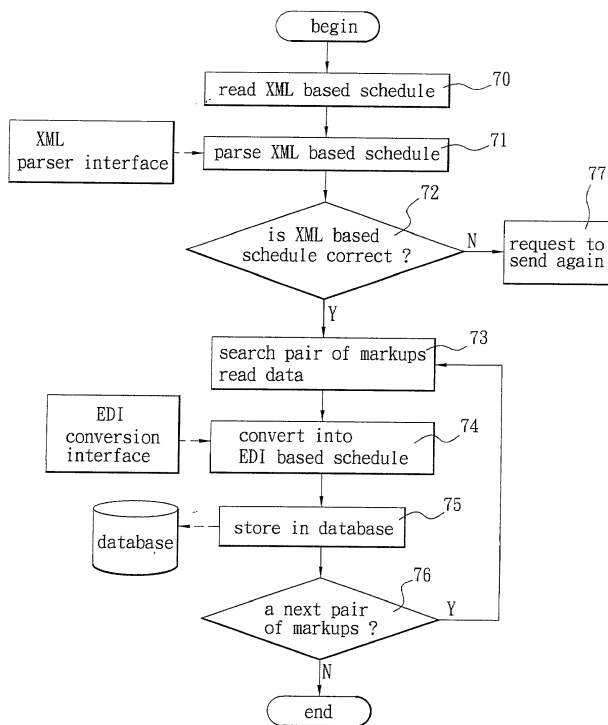 begin
70
read XML based schedule
XML
parser interface
71
parse XML based schedule
72
is XML based
schedule correct ?
N
77
request to
send again
Y
73
search pair of markups
read data
EDI
conversion
interface
74
convert into
EDI based schedule
75
store in database
database
76
a next pair
of markups ?
Y
N
end